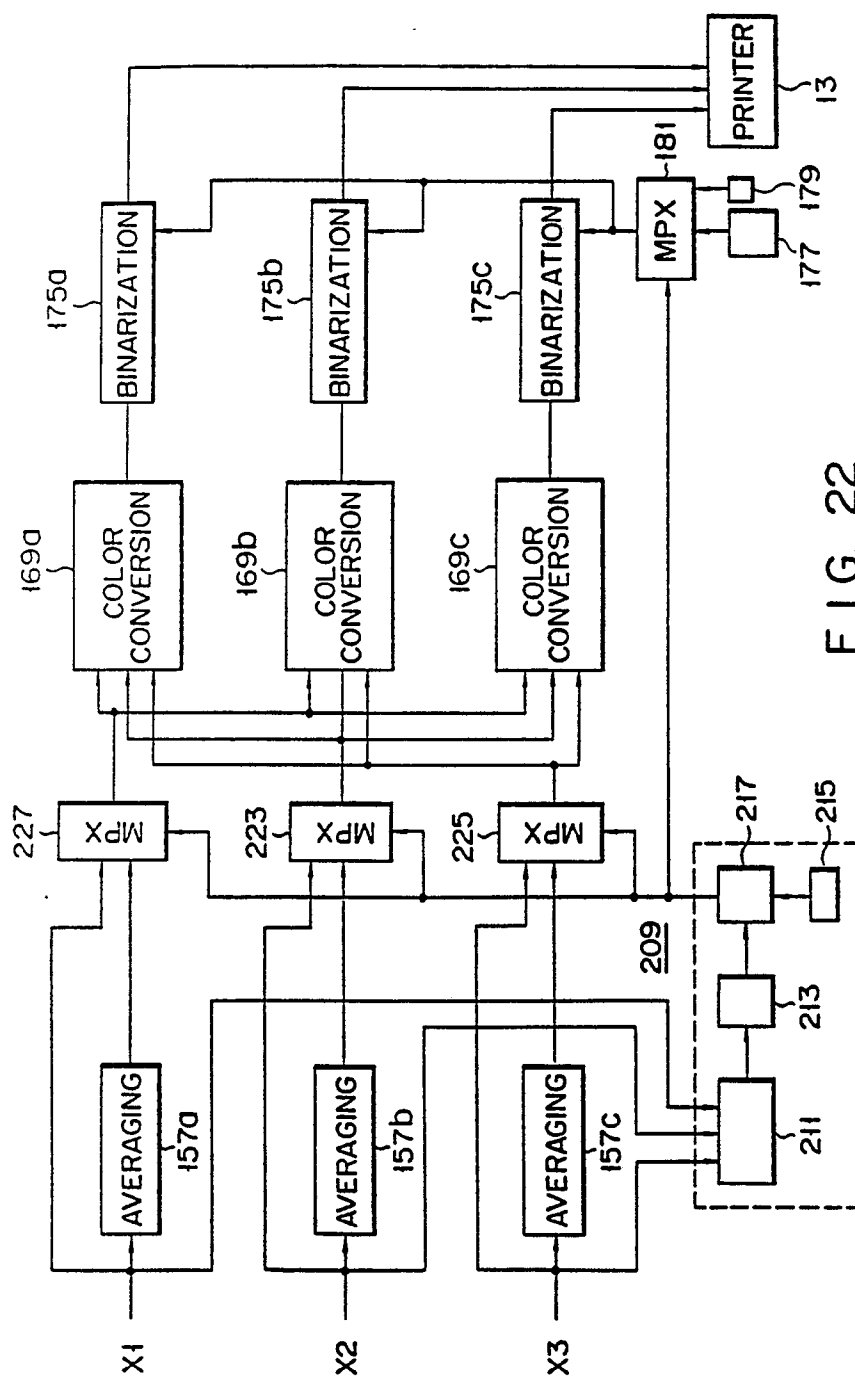 X1
AVERAGING
157a
227
MPX
169a
COLOR
CONVERSION
175a
BINARIZATION
X2
AVERAGING
157b
223
MPX
169b
COLOR
CONVERSION
175b
BINARIZATION
X3
AVERAGING
157c
225
MPX
169c
COLOR
CONVERSION
175c
BINARIZATION
209
211
213
217
215
MPX
181
177
179
PRINTER
13
FIG. 22